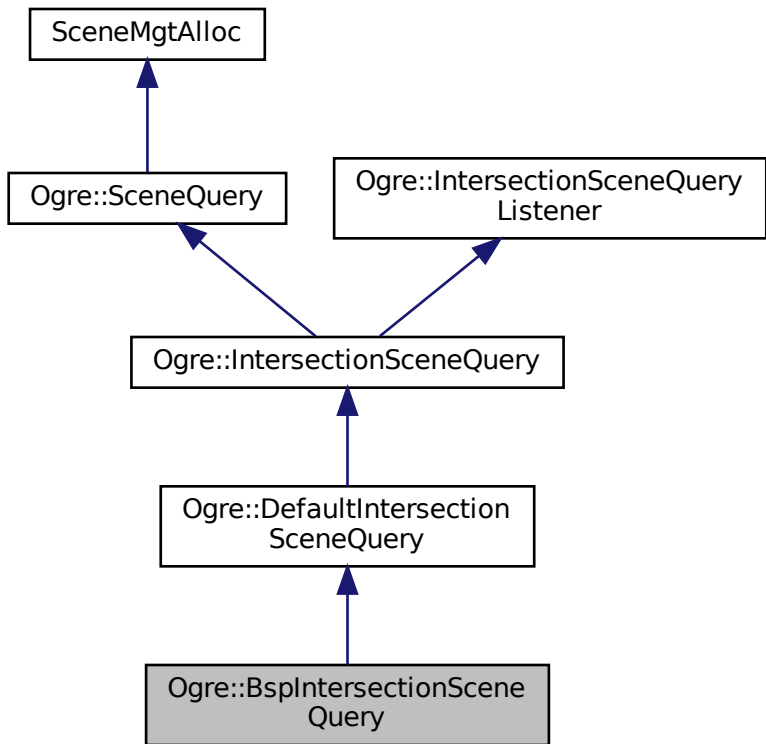 SceneMgtAlloc
Ogre::SceneQuery
Ogre::IntersectionSceneQuery
Listener
Ogre::IntersectionSceneQuery
Ogre::DefaultIntersection
SceneQuery
Ogre::BspIntersectionScene
Query